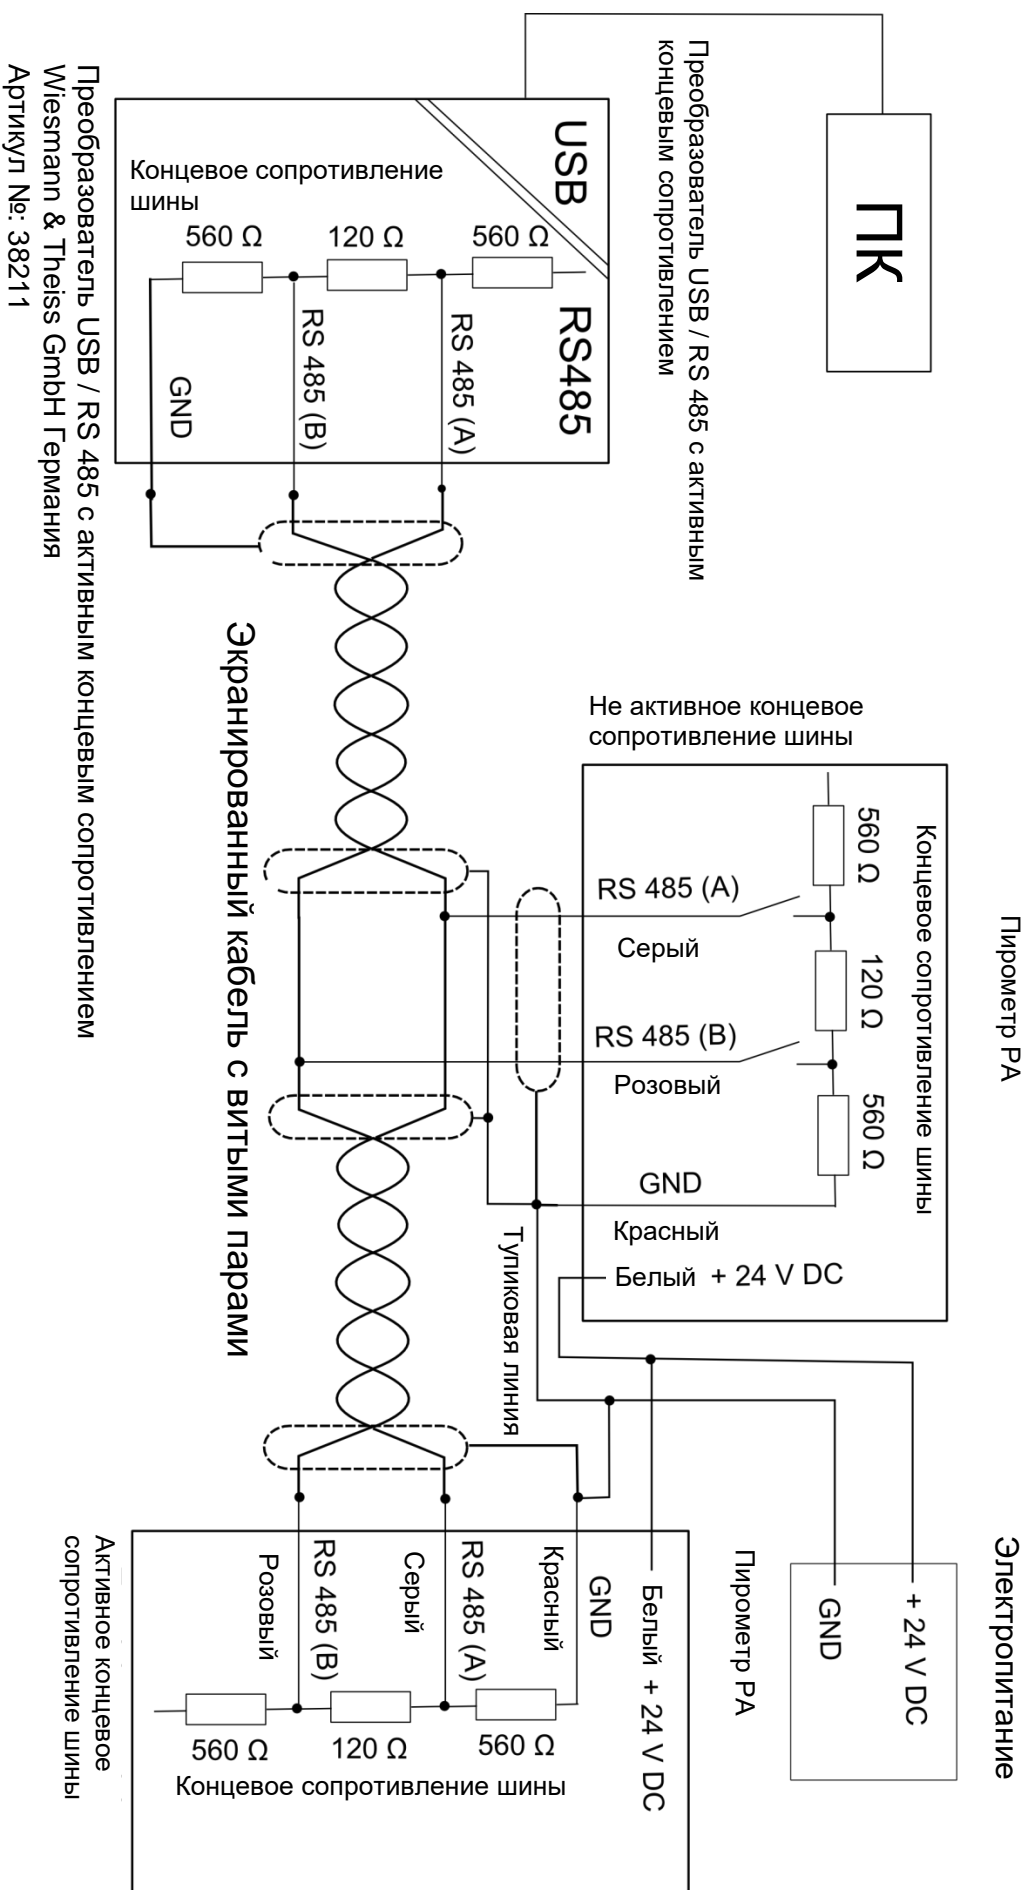 ПК
Преобразователь USB / RS 485 с активным
концевым сопротивлением
USB
RS485
Концевое сопротивление
шины
560 Ω
120 Ω
560 Ω
RS 485 (A)
RS 485 (B)
GND
Преобразователь USB / RS 485 с активным концевым сопротивлением
Wiesmann & Theiss GmbH Германия
Артикул №: 38211
Экранированный кабель с витыми парами
Не активное концевое
сопротивление шины
Пирометр PA
Концевое сопротивление шины
560 Ω
120 Ω
560 Ω
RS 485 (A)
Серый
RS 485 (B)
Розовый
GND
Красный
Белый + 24 V DC
Тупиковая линия
Электропитание
+ 24 V DC
GND
Пирометр PA
Белый + 24 V DC
GND
Красный
RS 485 (A)
Серый
RS 485 (B)
Розовый
560 Ω
120 Ω
560 Ω
Концевое сопротивление шины
Активное концевое
сопротивление шины